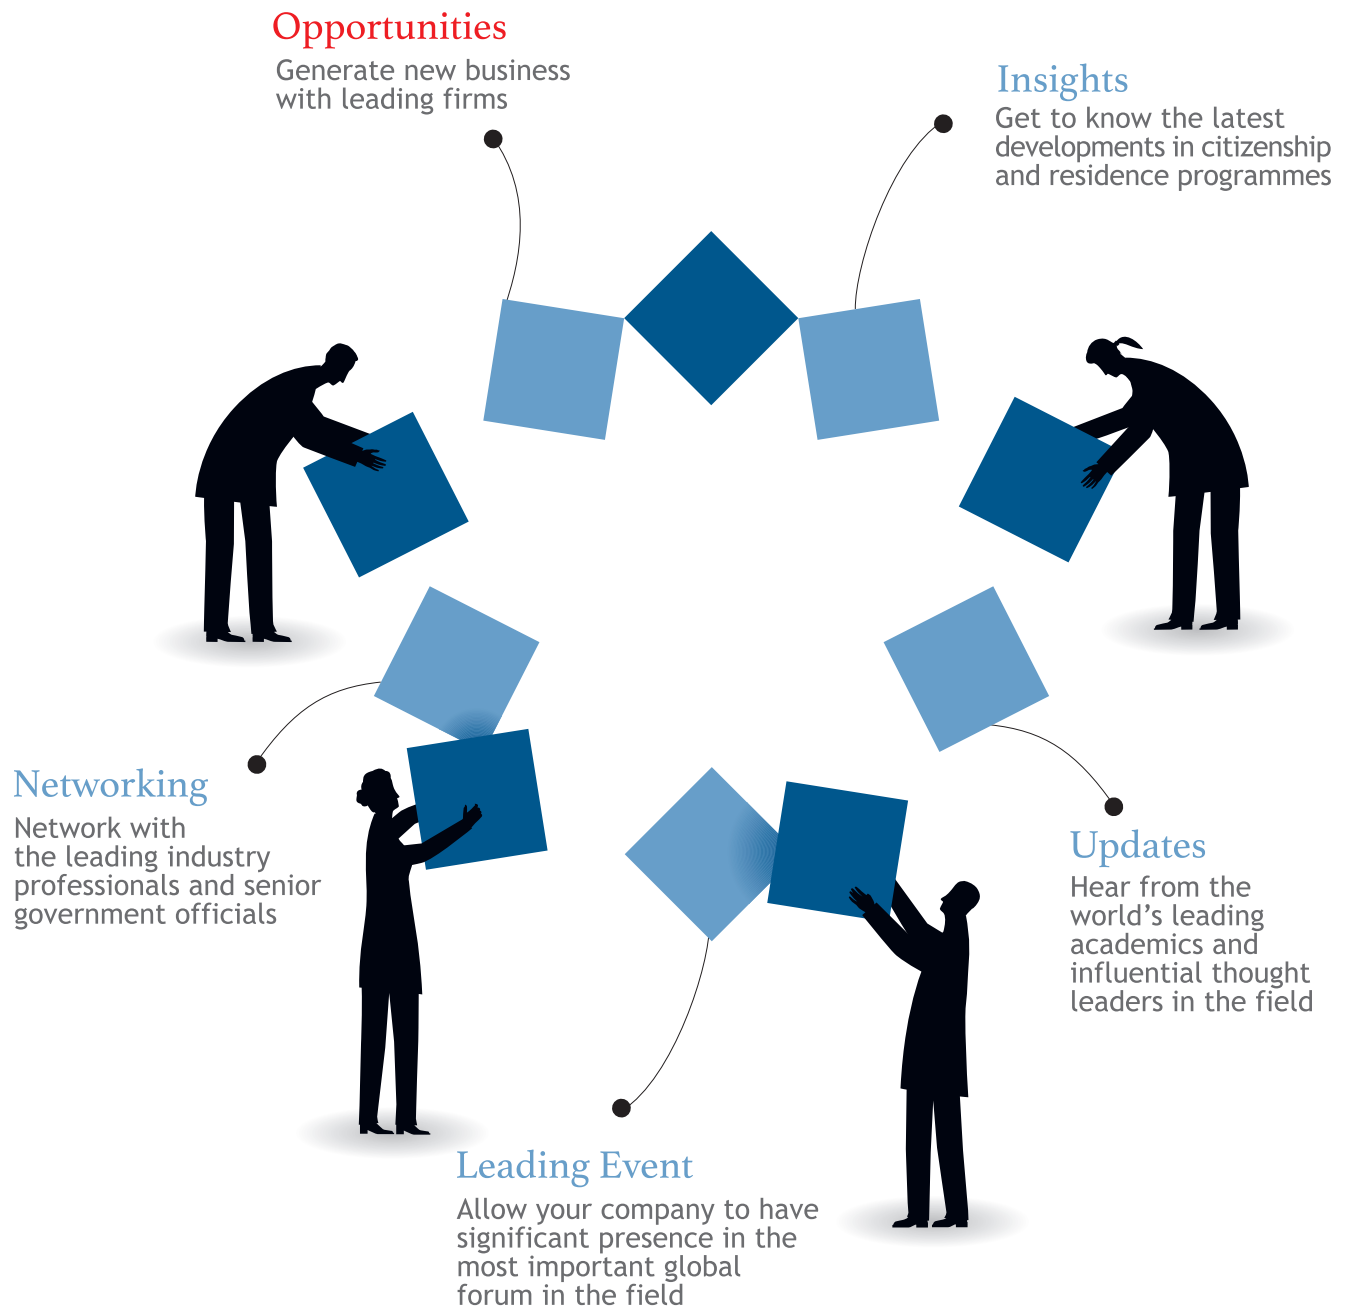 Opportunities
Generate new business
with leading firms
Insights
Get to know the latest
developments in citizenship
and residence programmes
Networking
Network with
the leading industry
professionals and senior
government officials
Updates
Hear from the
world’s leading
academics and
influential thought
leaders in the field
Leading Event
Allow your company to have
significant presence in the
most important global
forum in the field